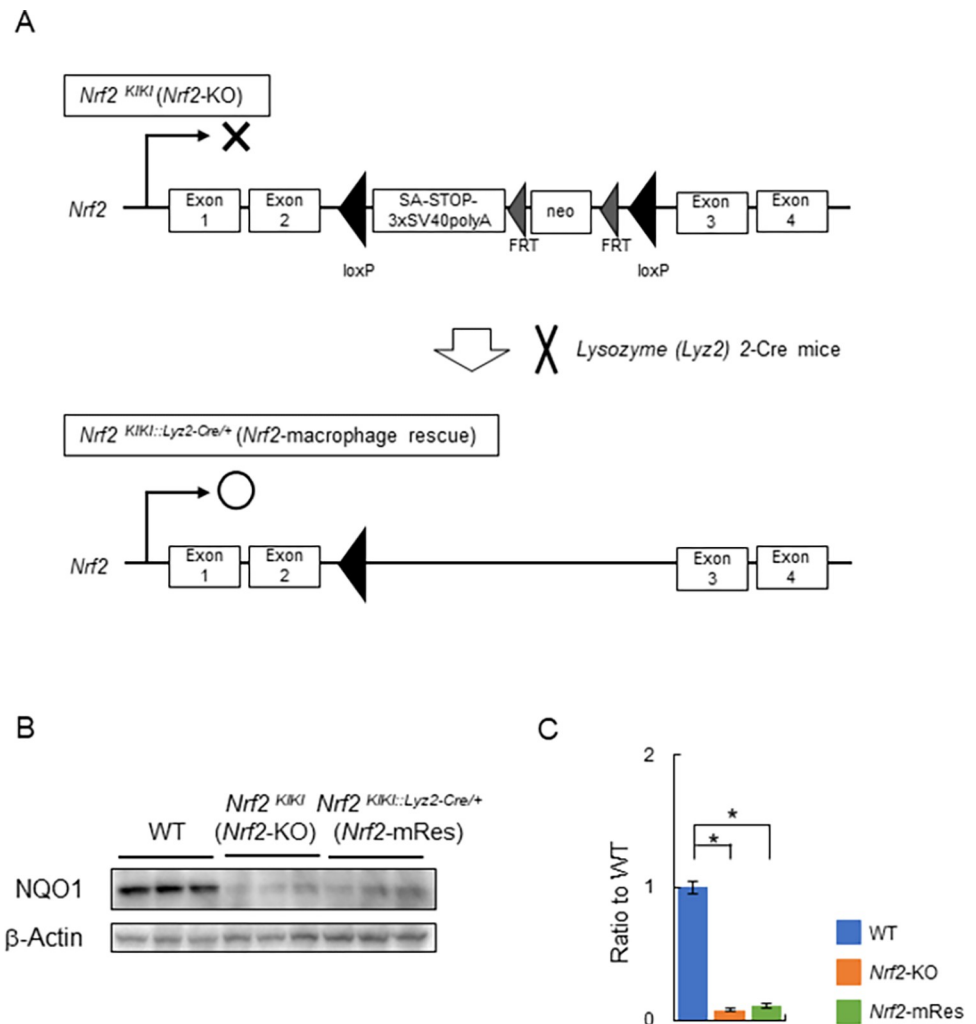 A
Nrf2 KIKI (Nrf2-KO)
Nrf2
Exon 1
Exon 2
SA-STOP-
3xSV40polyA
neo
Exon 3
Exon 4
FRT
FRT
loxP
loxP
Lysozyme (Lyz2) 2-Cre mice
Nrf2 KIKI::Lyz2-Cre/+ (Nrf2-macrophage rescue)
Nrf2
Exon 1
Exon 2
Exon 3
Exon 4
B
WT
Nrf2 KIKI
(Nrf2-KO)
Nrf2 KIKI::Lyz2-Cre/+
(Nrf2-mRes)
NQO1
β-Actin
C
Ratio to WT
2
1
0
*
*
WT
Nrf2-KO
Nrf2-mRes